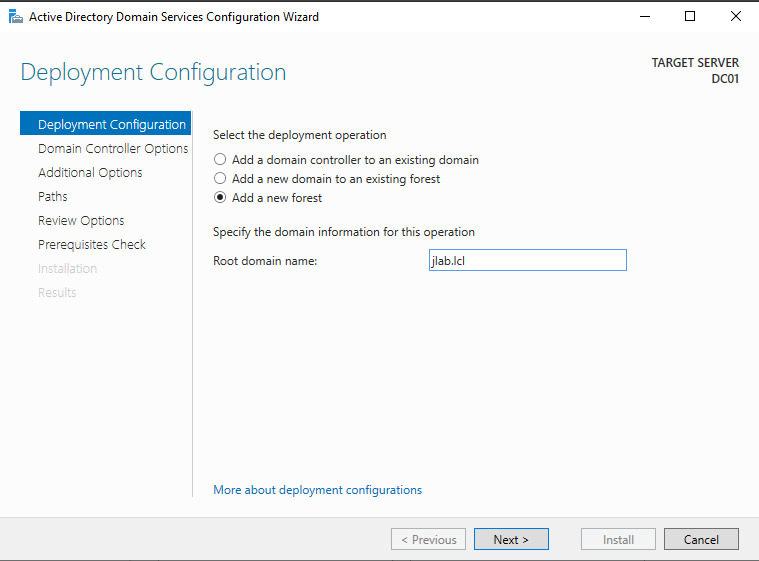 Active Directory Domain Services Configuration Wizard
Deployment Configuration
TARGET SERVER
DC01
Deployment Configuration
Domain Controller Options
Additional Options
Paths
Review Options
Prerequisites Check
Installation
Results
Select the deployment operation
Add a domain controller to an existing domain
Add a new domain to an existing forest
Add a new forest
Specify the domain information for this operation
Root domain name:
jlab.lcl
More about deployment configurations
< Previous
Next >
Install
Cancel